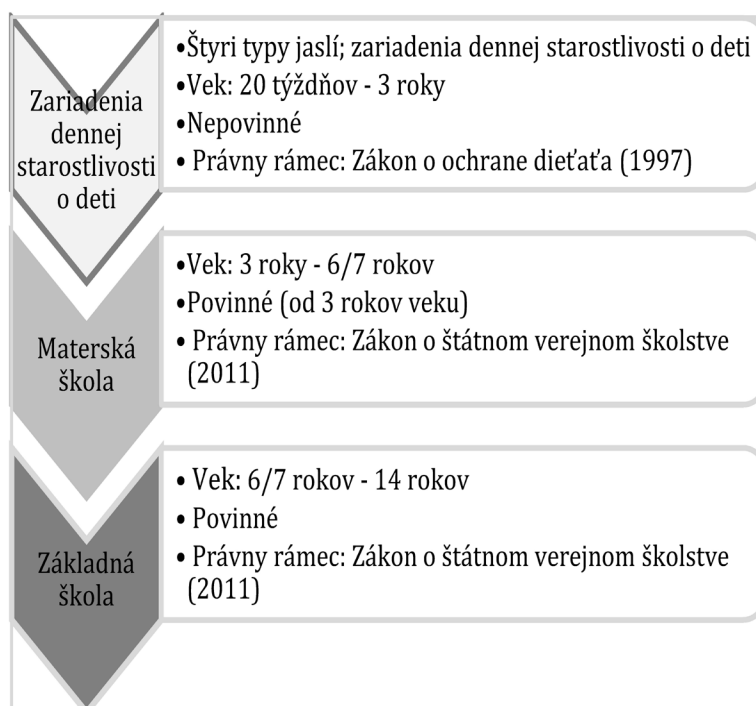 Zariadenia
dennej
starostlivosti
o deti
•Štyri typy jaslí; zariadenia dennej starostlivosti o deti
•Vek: 20 týždňov - 3 roky
•Nepovinné
• Právny rámec: Zákon o ochrane dieťaťa (1997)
Materská
škola
•Vek: 3 roky - 6/7 rokov
•Povinné (od 3 rokov veku)
• Právny rámec: Zákon o štátnom verejnom školstve
(2011)
Základná
škola
• Vek: 6/7 rokov - 14 rokov
• Povinné
• Právny rámec: Zákon o štátnom verejnom školstve
(2011)